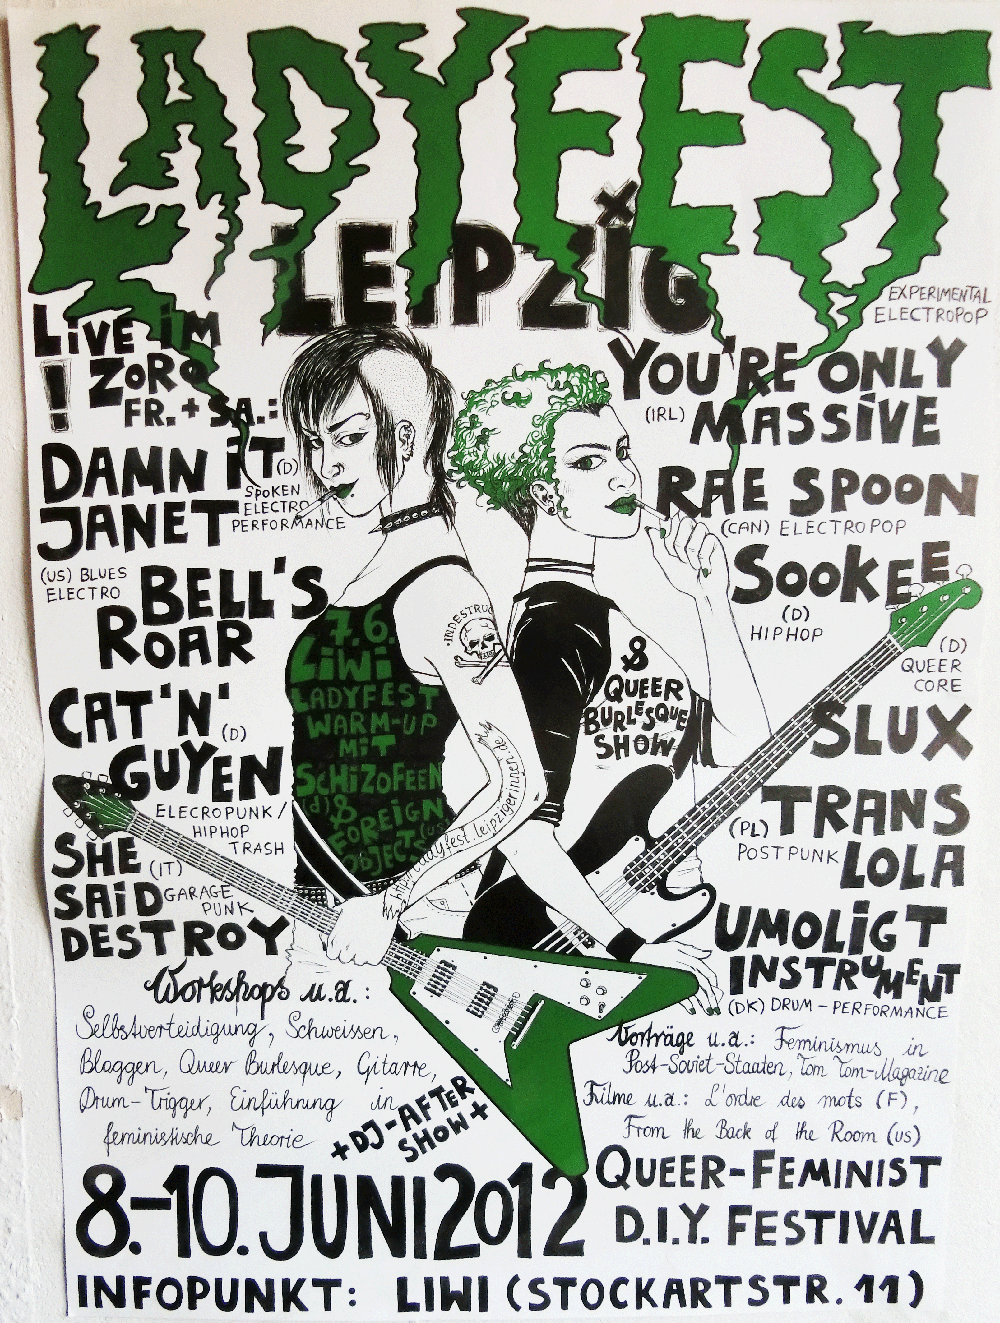 LADYFEST
LEIPZIG
LiVE iM
! ZORO
FR. + SA.:
DAMN iT (D)
JANET
SPOKEN
ELECTRO
PERFORMANCE
(US) BLUES
ELECTRO
BELL'S
ROAR
CAT'N' (D)
GUYEN
ELECROPUNK/
HIPHOP
TRASH
SHE (IT)
SAiD
DESTROY
GARAGE
PUNK
EXPERIMENTAL
ELECTROPOP
YOU'RE ONLY
(IRL) MASSiVE
RAE SPOON
(CAN) ELECTROPOP
SOOKEE
(D)
HIPHOP
(D)
QUEER
CORE
SLUX
TRANS
(PL)
POSTPUNK LOLA
UMOLiGT
INSTRUMENT
(DK) DRUM-PERFORMANCE
7.6.
LiWi
LADYFEST
WARM-UP
MiT
SCHiZOFEEN
(d) &
FOREiGN
OBJECTS (us)
&
QUEER
BURLESQUE
SHOW
Workshops u.a.:
Selbstverteidigung, Schweissen,
Bloggen, Queer Burlesque, Gitarre,
Drum-Trigger, Einführung in
feministische Theorie
+DJ-AFTER
SHOW+
Vorträge u.a.: Feminismus in
Post-Soviet-Staaten, Tom Tom-Magazine
Filme u.a.: L'ordre des mots (F),
From the Back of the Room (us)
8.-10. JUNI 2012
QUEER-FEMINIST
D.I.Y. FESTIVAL
INFOPUNKT: LIWI (STOCKARTSTR. 11)